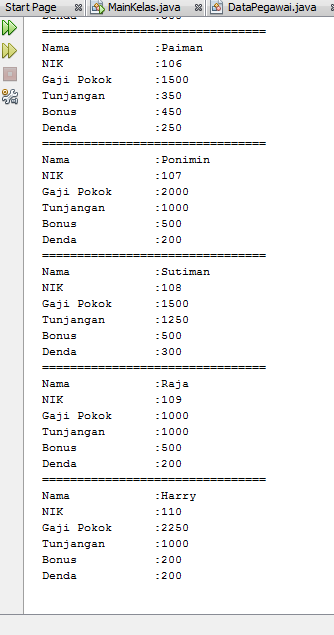 Start Page MainKelas.java DataPegawai.java
================================
Nama :Paiman
NIK :106
Gaji Pokok :1500
Tunjangan :350
Bonus :450
Denda :250
================================
Nama :Ponimin
NIK :107
Gaji Pokok :2000
Tunjangan :1000
Bonus :500
Denda :200
================================
Nama :Sutiman
NIK :108
Gaji Pokok :1500
Tunjangan :1250
Bonus :500
Denda :300
================================
Nama :Raja
NIK :109
Gaji Pokok :1000
Tunjangan :1000
Bonus :500
Denda :200
================================
Nama :Harry
NIK :110
Gaji Pokok :2250
Tunjangan :1000
Bonus :200
Denda :200